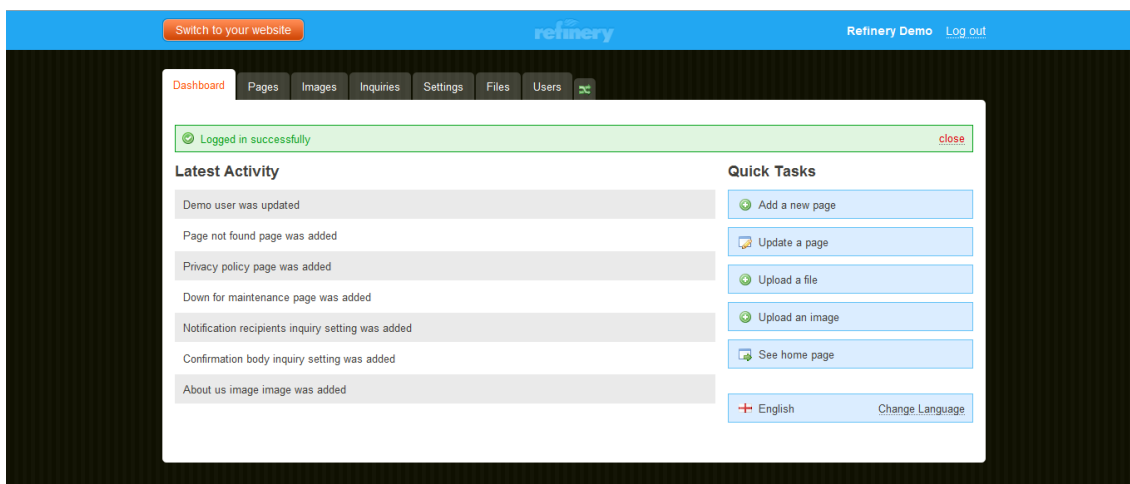 Switch to your website
refinery
Refinery Demo Log out
Dashboard Pages Images Inquiries Settings Files Users
Logged in successfully close
Latest Activity
Demo user was updated
Page not found page was added
Privacy policy page was added
Down for maintenance page was added
Notification recipients inquiry setting was added
Confirmation body inquiry setting was added
About us image image was added
Quick Tasks
Add a new page
Update a page
Upload a file
Upload an image
See home page
English Change Language